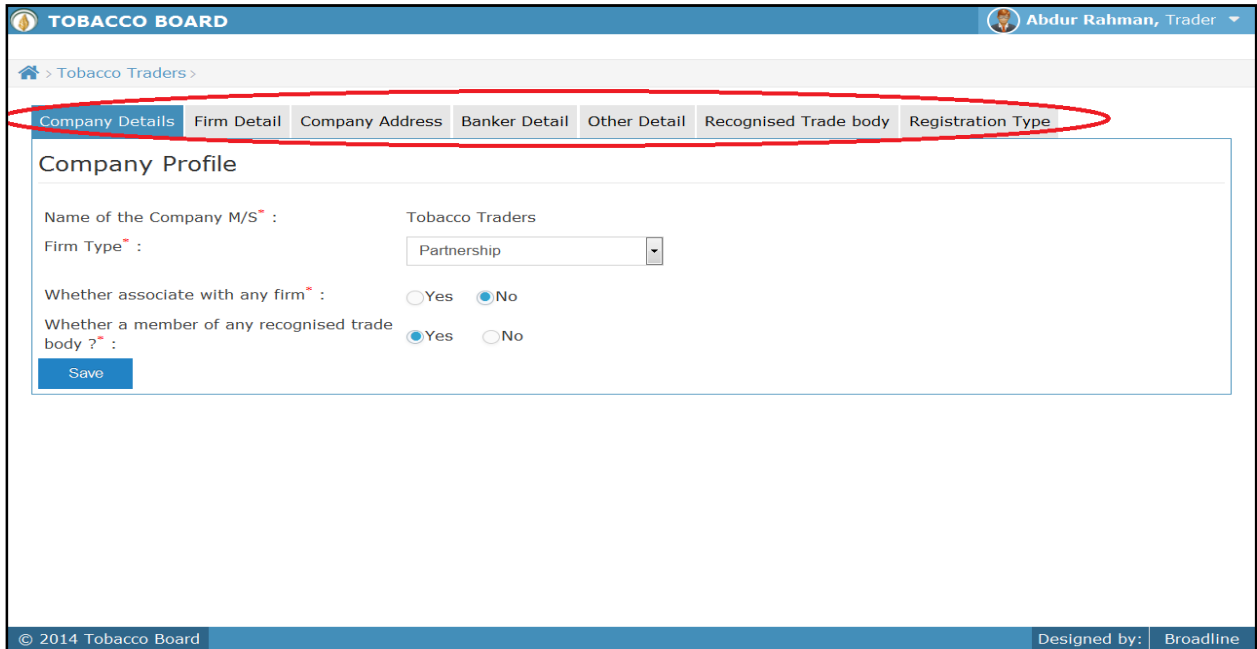 TOBACCO BOARD
Abdur Rahman, Trader
> Tobacco Traders >
Company Details Firm Detail Company Address Banker Detail Other Detail Recognised Trade body Registration Type
Company Profile
Name of the Company M/S* : Tobacco Traders
Firm Type* : Partnership
Whether associate with any firm* : Yes No
Whether a member of any recognised trade
body ?* : Yes No
Save
© 2014 Tobacco Board Designed by: Broadline